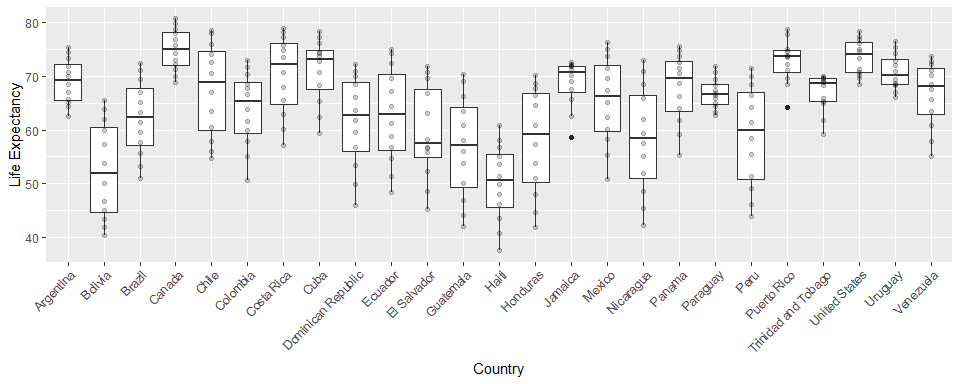 80
70
60
50
40
Life Expectancy
Argentina
Bolivia
Brazil
Canada
Chile
Colombia
Costa Rica
Cuba
Dominican Republic
Ecuador
El Salvador
Guatemala
Haiti
Honduras
Jamaica
Mexico
Nicaragua
Panama
Paraguay
Peru
Puerto Rico
Trinidad and Tobago
United States
Uruguay
Venezuela
Country